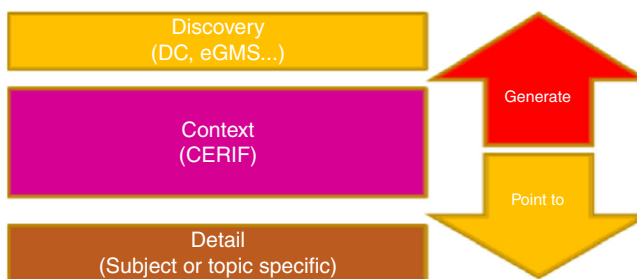 Discovery
(DC, eGMS...)
Generate
Context
(CERIF)
Point to
Detail
(Subject or topic specific)